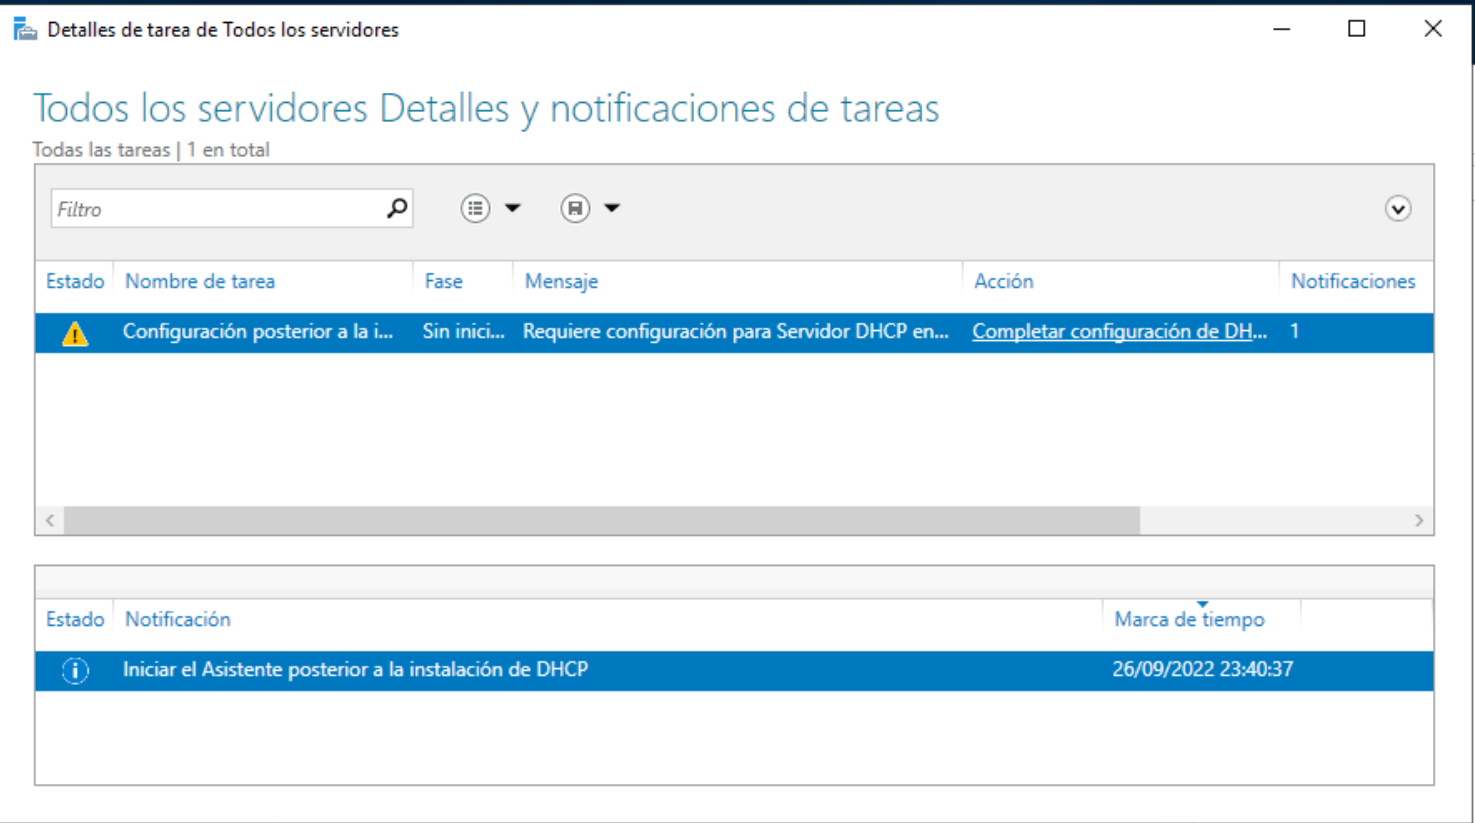 Detalles de tarea de Todos los servidores
Todos los servidores Detalles y notificaciones de tareas
Todas las tareas | 1 en total
Filtro
Estado Nombre de tarea Fase Mensaje Acción Notificaciones
Configuración posterior a la i... Sin inici... Requiere configuración para Servidor DHCP en... Completar configuración de DH... 1
Estado Notificación Marca de tiempo
Iniciar el Asistente posterior a la instalación de DHCP 26/09/2022 23:40:37